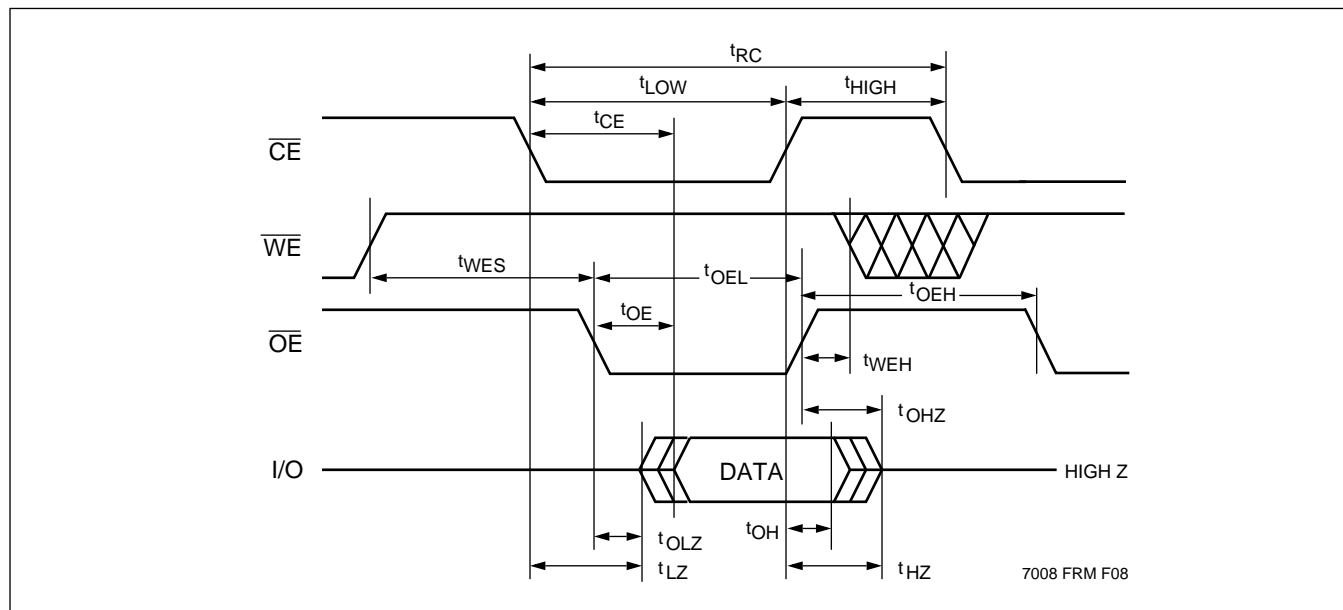 tRC
tLOW
tHIGH
tCE
CE
WE
tWES
tOEL
tOEH
tOE
OE
tWEH
tOHZ
I/O
DATA
HIGH Z
tOH
tOLZ
tLZ
tHZ
7008 FRM F08